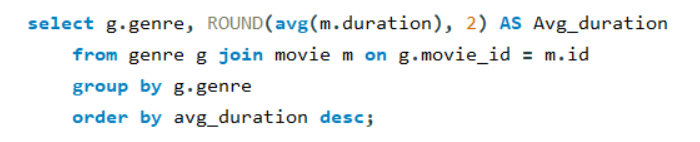 select g.genre, ROUND(avg(m.duration), 2) AS Avg_duration
from genre g join movie m on g.movie_id = m.id
group by g.genre
order by avg_duration desc;